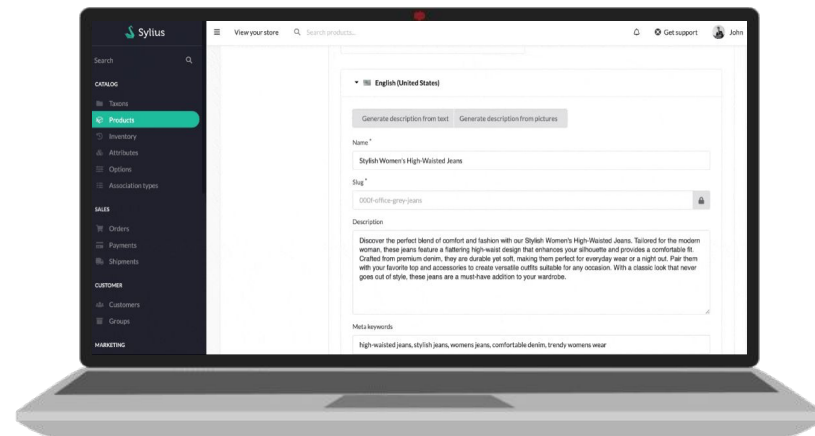 Sylius
View your store
Search products...
Get support
John
Search
CATALOG
Taxons
Products
Inventory
Attributes
Options
Association types
SALES
Orders
Payments
Shipments
CUSTOMER
Customers
Groups
MARKETING
English (United States)
Generate description from text
Generate description from pictures
Name *
Stylish Women's High-Waisted Jeans
Slug *
000f-office-grey-jeans
Description
Discover the perfect blend of comfort and fashion with our Stylish Women's High-Waisted Jeans. Tailored for the modern
woman, these jeans feature a flattering high-waist design that enhances your silhouette and provides a comfortable fit.
Crafted from premium denim, they are durable yet soft, making them perfect for everyday wear or a night out. Pair them
with your favorite top and accessories to create versatile outfits suitable for any occasion. With a classic look that never
goes out of style, these jeans are a must-have addition to your wardrobe.
Meta keywords
high-waisted jeans, stylish jeans, womens jeans, comfortable denim, trendy womens wear